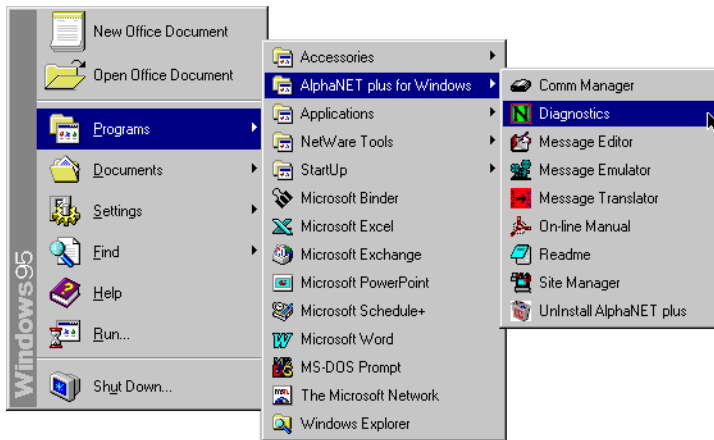 New Office Document
Open Office Document
Programs
Documents
Settings
Find
Help
Run...
Shut Down...
Windows95
Accessories
AlphaNET plus for Windows
Applications
NetWare Tools
StartUp
Microsoft Binder
Microsoft Excel
Microsoft Exchange
Microsoft PowerPoint
Microsoft Schedule+
Microsoft Word
MS-DOS Prompt
The Microsoft Network
Windows Explorer
Comm Manager
Diagnostics
Message Editor
Message Emulator
Message Translator
On-line Manual
Readme
Site Manager
UnInstall AlphaNET plus